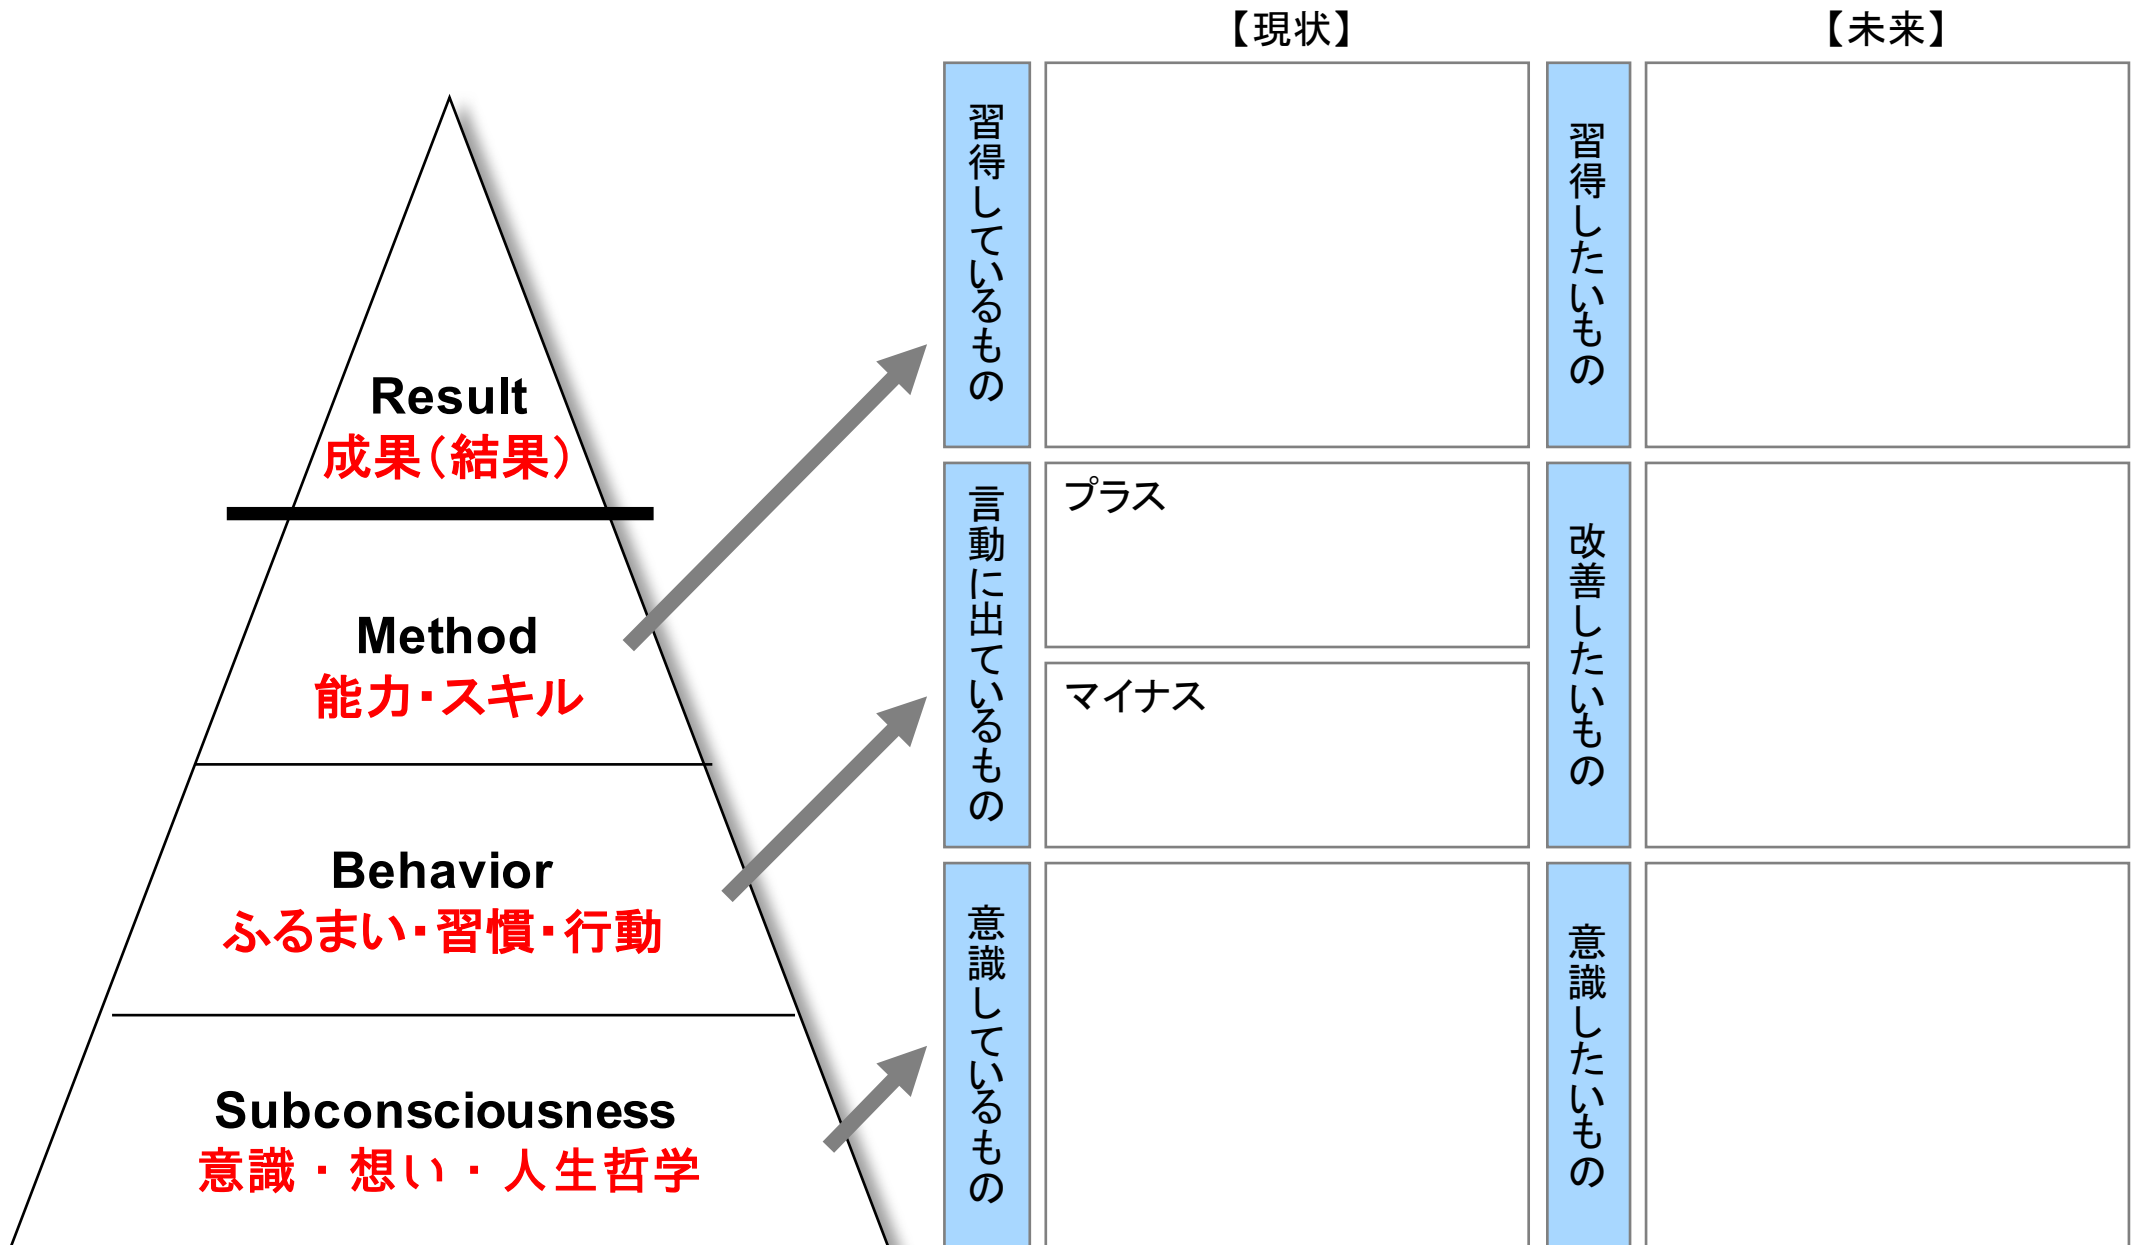 【現状】
【未来】
Result
成果（結果）
Method
能力・スキル
Behavior
ふるまい・習慣・行動
Subconsciousness
意識・想い・人生哲学
習得しているもの
習得したいもの
言動に出ているもの
プラス
マイナス
改善したいもの
意識しているもの
意識したいもの